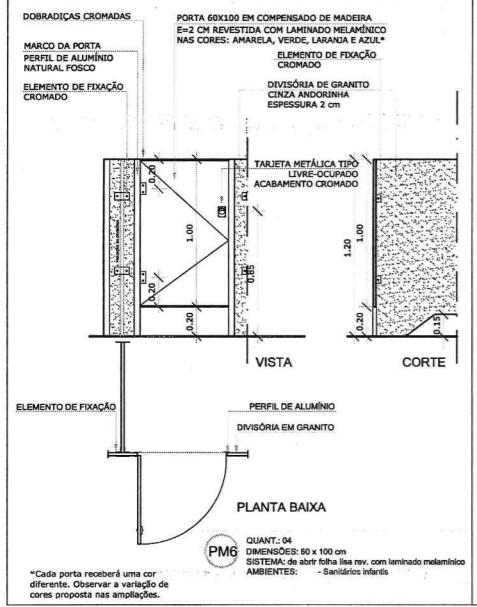 DOBRADIÇAS CROMADAS
PORTA 60X100 EM COMPENSADO DE MADEIRA
E=2 CM REVESTIDA COM LAMINADO MELAMÍNICO
NAS CORES: AMARELA, VERDE, LARANJA E AZUL*
MARCO DA PORTA
PERFIL DE ALUMÍNIO
NATURAL FOSCO
ELEMENTO DE FIXAÇÃO
CROMADO
ELEMENTO DE FIXAÇÃO
CROMADO
DIVISÓRIA DE GRANITO
CINZA ANDORINHA
ESPESSURA 2 cm
TARJETA METÁLICA TIPO
LIVRE-OCUPADO
ACABAMENTO CROMADO
0.20
1.00
0.85
0.20
0.20
1.20
1.00
0.20
0.15
VISTA
CORTE
ELEMENTO DE FIXAÇÃO
PERFIL DE ALUMÍNIO
DIVISÓRIA EM GRANITO
PLANTA BAIXA
PM6
QUANT.: 04
DIMENSÕES: 60 x 100 cm
SISTEMA: de abrir folha lisa rev. com laminado melamínico
AMBIENTES: - Sanitários infantis
*Cada porta receberá uma cor
diferente. Observar a variação de
cores proposta nas ampliações.